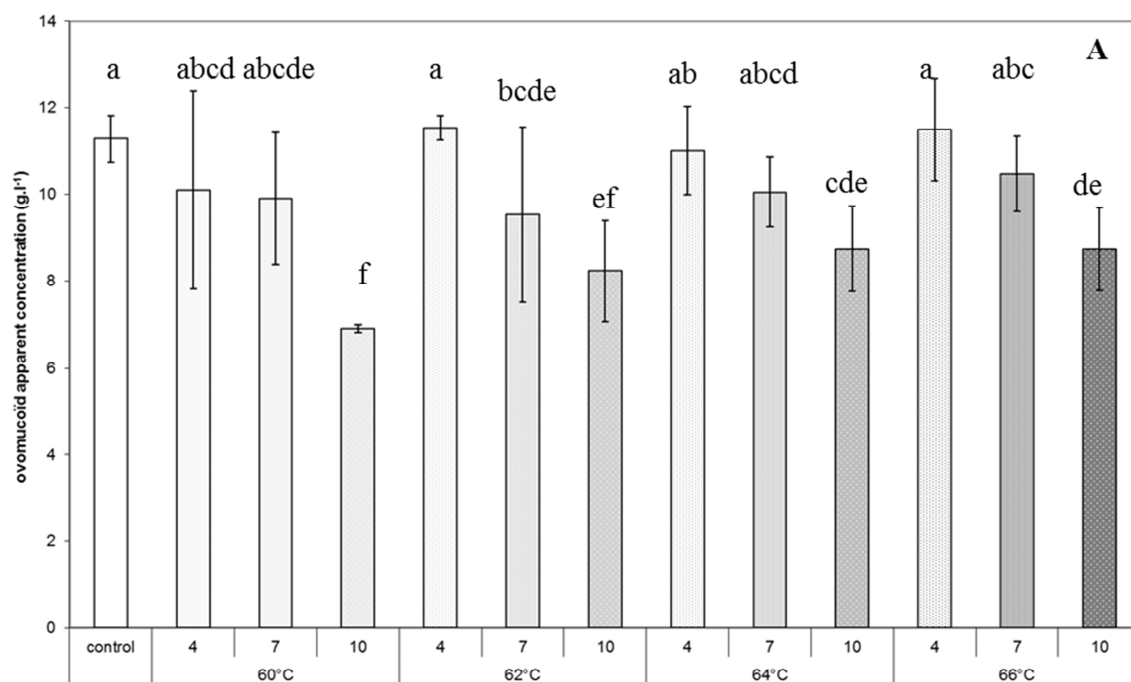 14
A
a
abcd abcde
a
bcde
ab
abcd
a
abc
12
10
ef
cde
de
f
8
6
4
2
0
ovomucoïd apparent concentration (g.l-1)
control 4 7 10 4 7 10 4 7 10 4 7 10
60°C 62°C 64°C 66°C